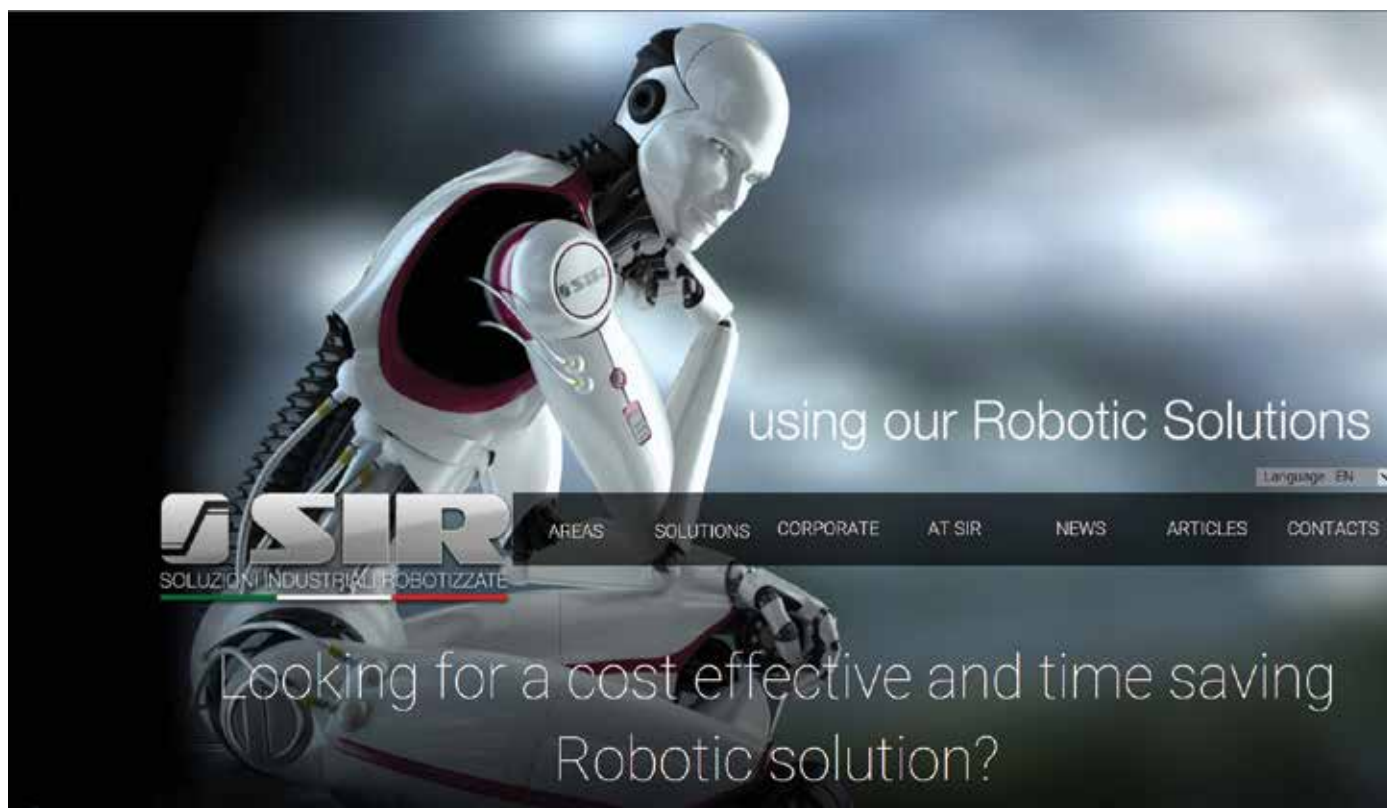 SIR
using our Robotic Solutions
Language : EN
SIR
AREAS SOLUTIONS CORPORATE AT SIR NEWS ARTICLES CONTACTS
SOLUZIONI INDUSTRIALI ROBOTIZZATE
Looking for a cost effective and time saving
Robotic solution?